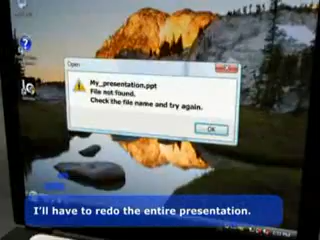 Open
My_presentation.ppt
File not found.
Check the file name and try again.
OK
I'll have to redo the entire presentation.